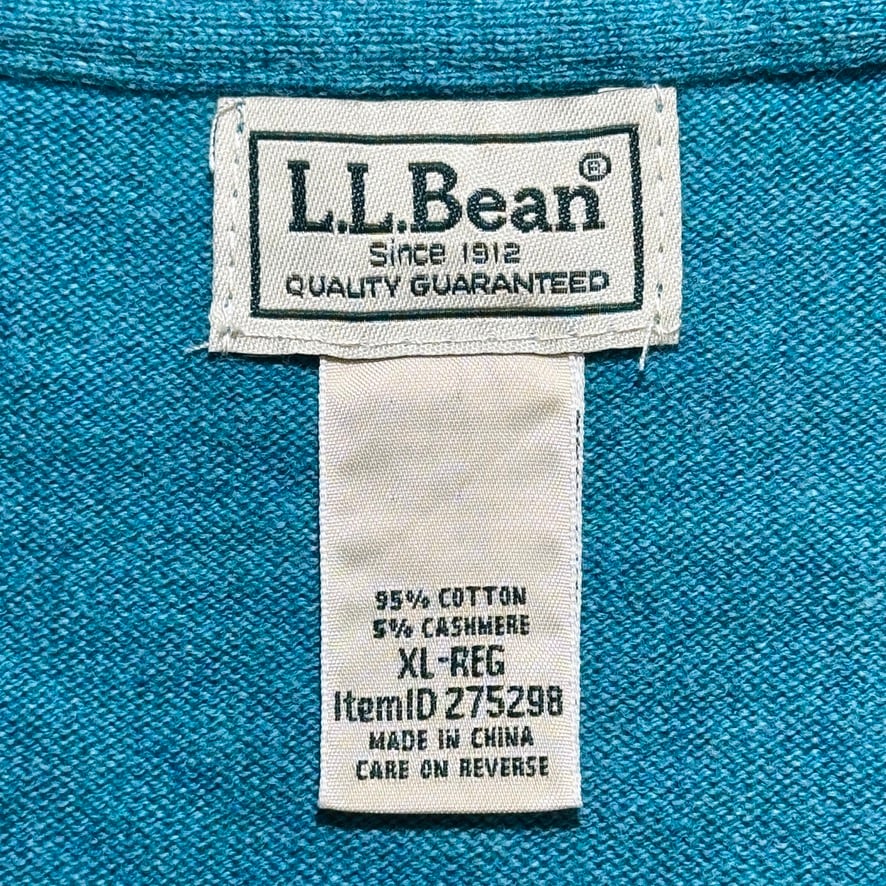 L.L.Bean®
Since 1912
QUALITY GUARANTEED
95% COTTON
5% CASHMERE
XL-REG
ItemID 275298
MADE IN CHINA
CARE ON REVERSE